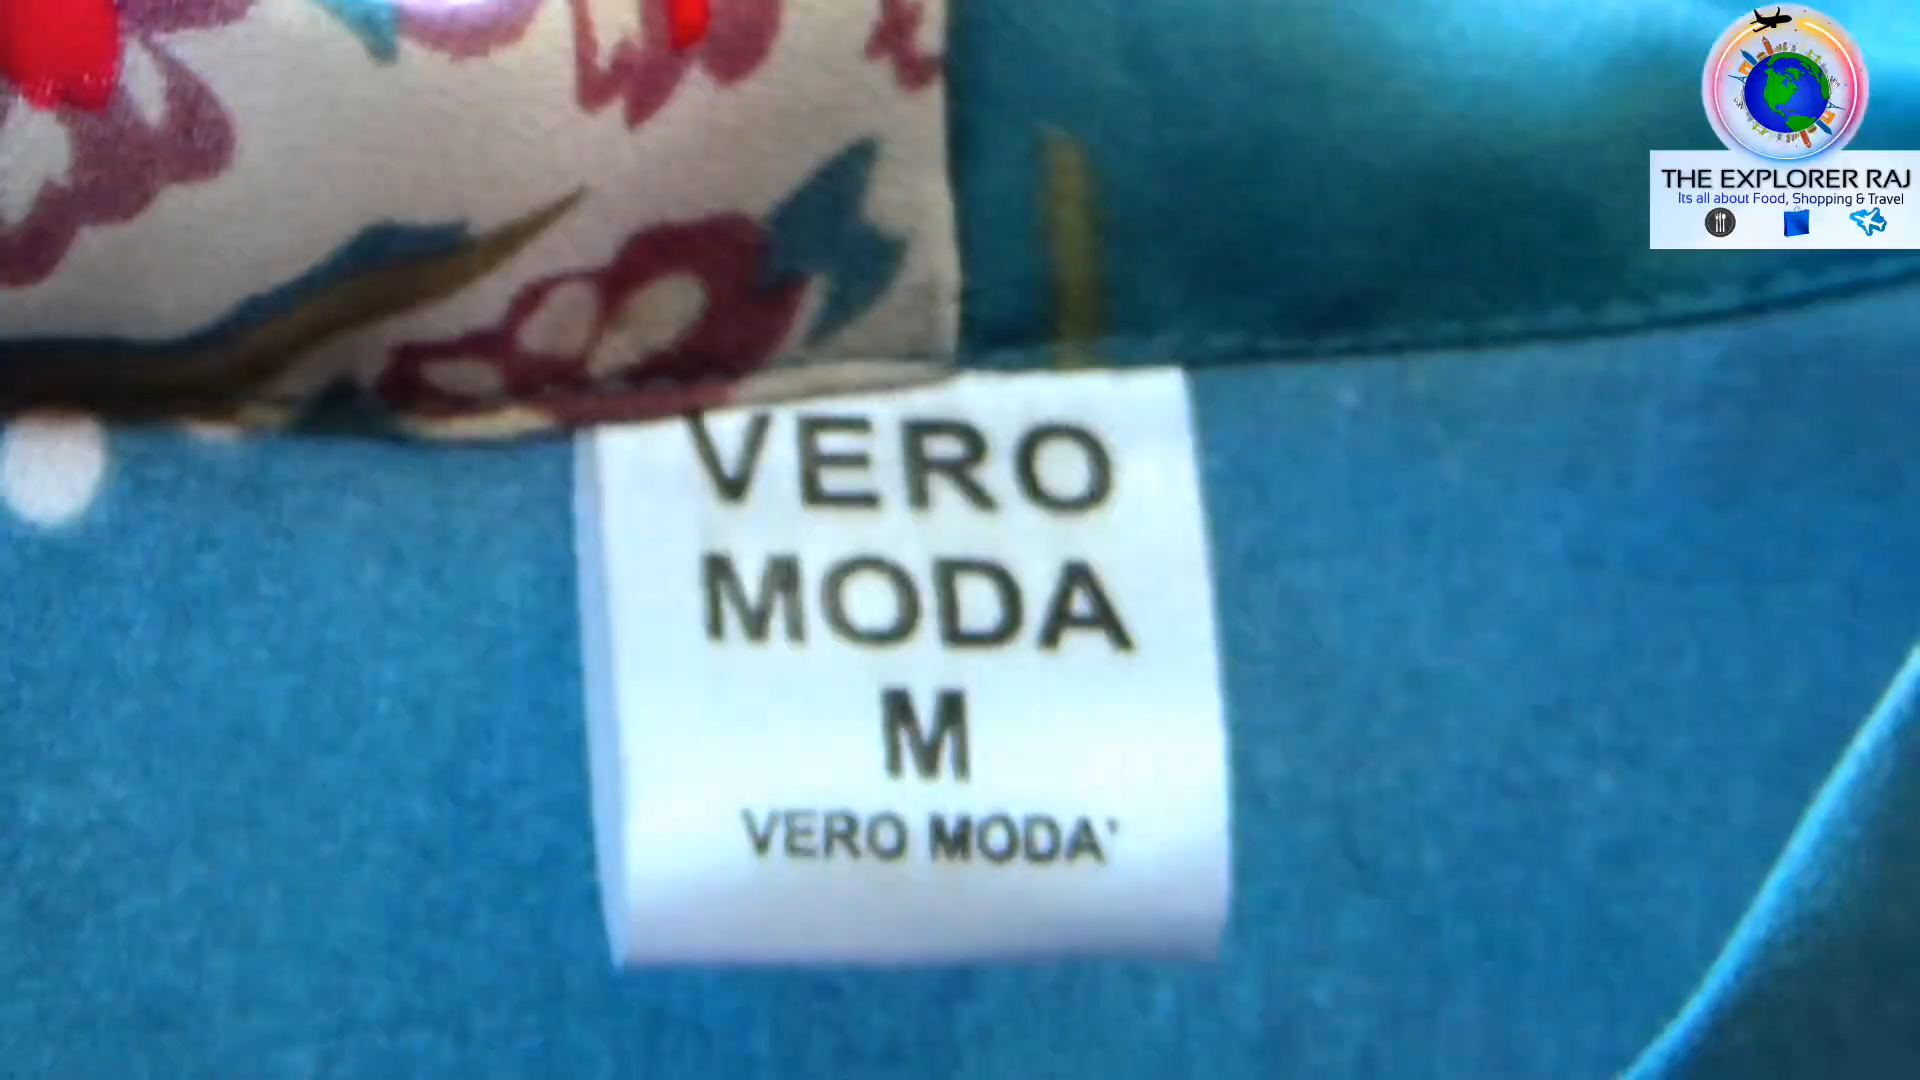 THE EXPLORER RAJ
Its all about Food, Shopping & Travel
VERO
MODA
M
VERO MODA'